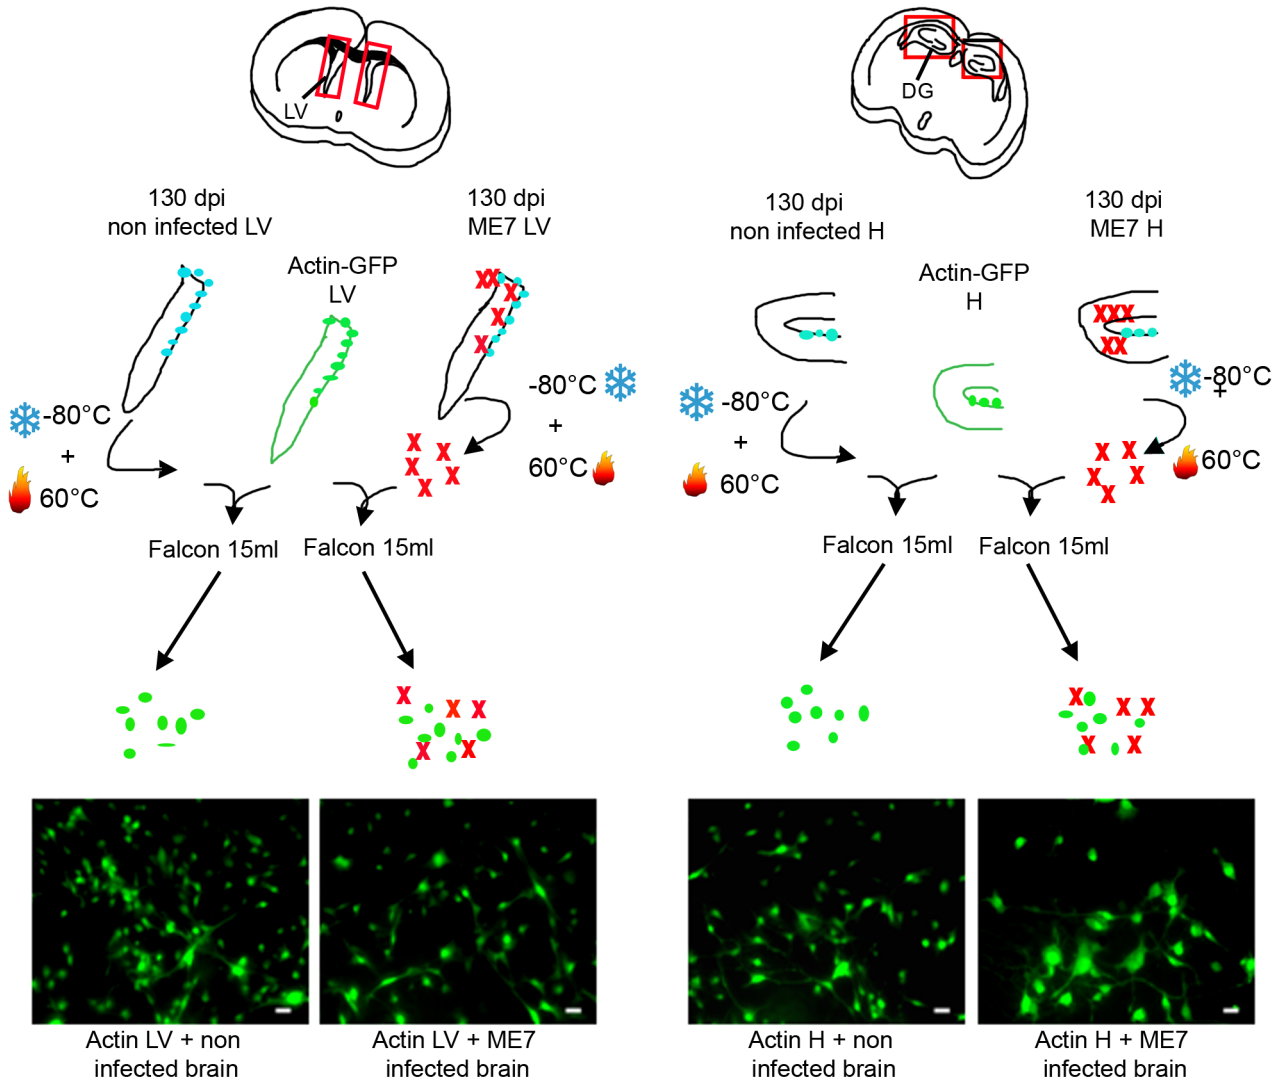 LV
DG
130 dpi
non infected LV
Actin-GFP
LV
130 dpi
ME7 LV
-80°C
+
60°C
-80°C
+
60°C
Falcon 15ml
Falcon 15ml
130 dpi
non infected H
Actin-GFP
H
130 dpi
ME7 H
-80°C
+
60°C
-80°C
+
60°C
Falcon 15ml
Falcon 15ml
Actin LV + non
infected brain
Actin LV + ME7
infected brain
Actin H + non
infected brain
Actin H + ME7
infected brain